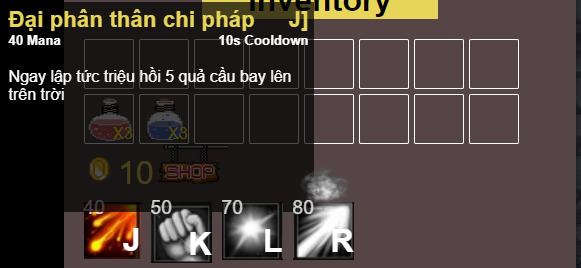 Inventory
Đại phân thân chi pháp J]
40 Mana 10s Cooldown
Ngay lập tức triệu hồi 5 quả cầu bay lên
trên trời
X3 X8
10 SHOP
40 50 70 80
J K L R